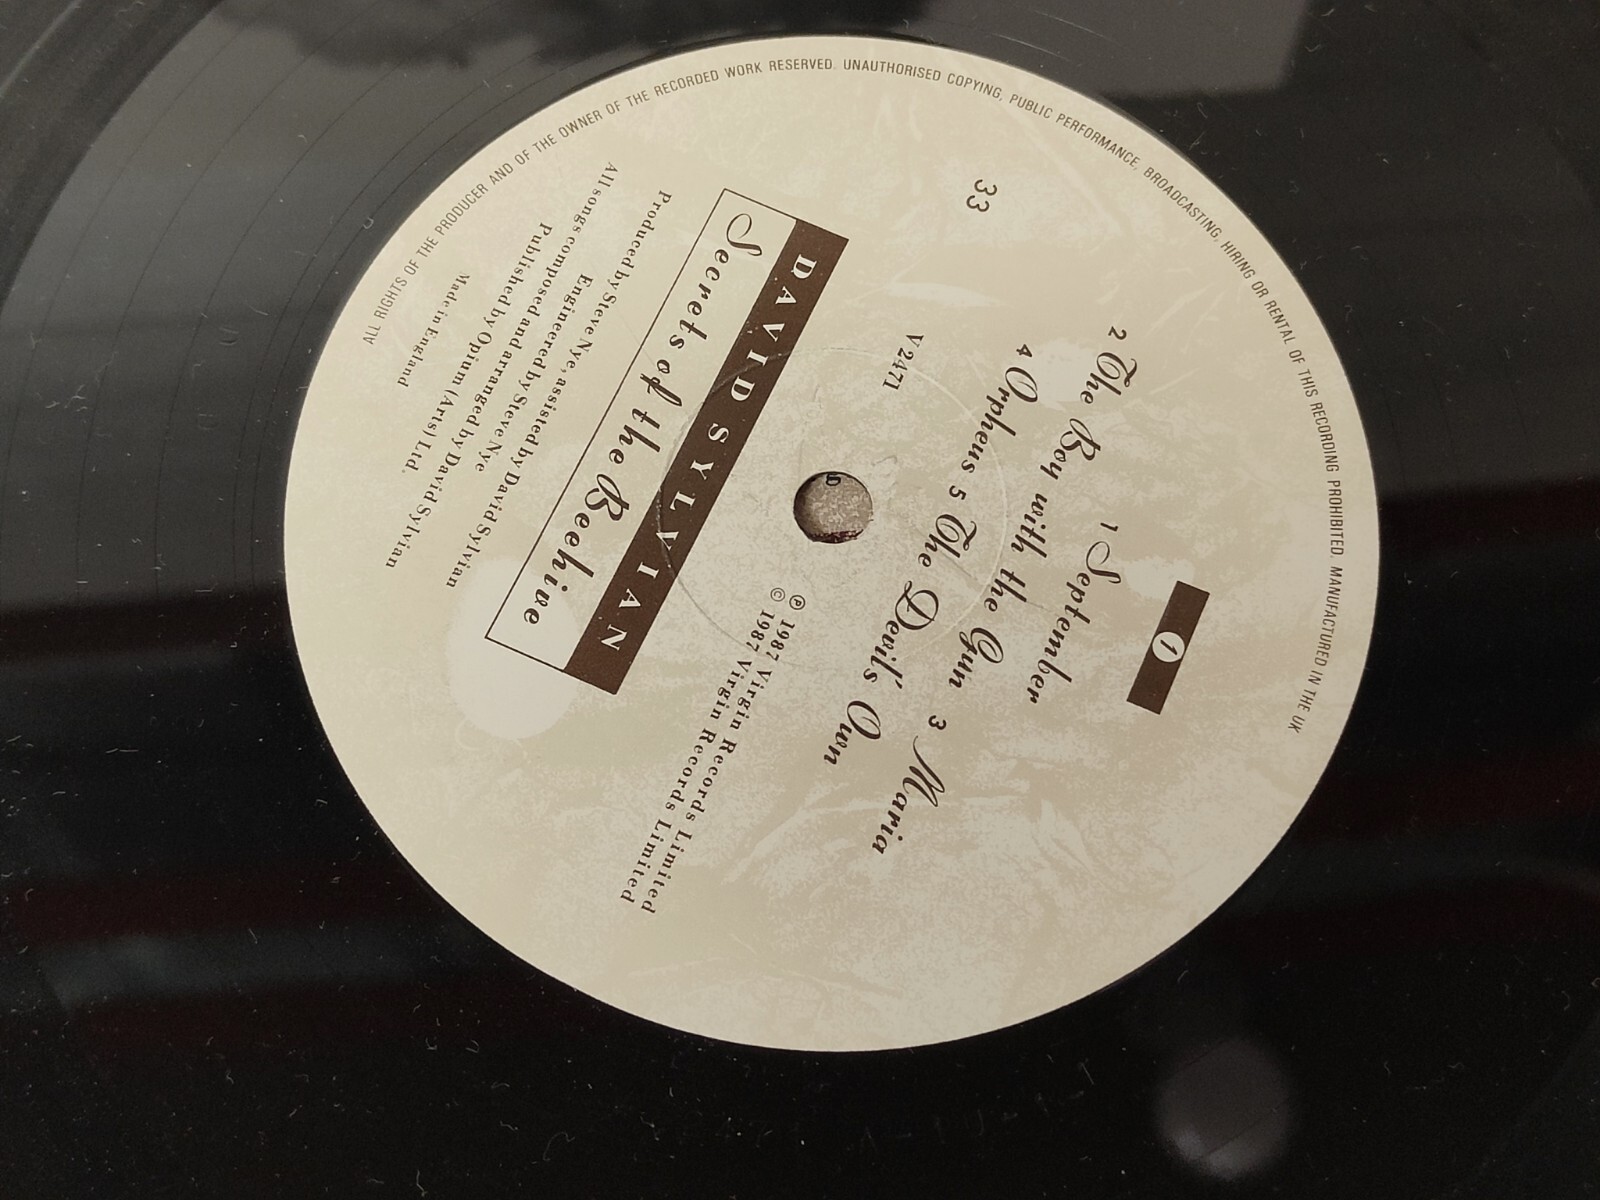 ALL RIGHTS OF THE PRODUCER AND OF THE OWNER OF THE RECORDED WORK RESERVED. UNAUTHORISED COPYING, PUBLIC PERFORMANCE, BROADCASTING, HIRING OR RENTAL OF THIS RECORDING PROHIBITED. MANUFACTURED IN THE UK
1
1 September
2 The Boy with the Gun 3 Maria
4 Orpheus 5 The Devil's Own
33
V 2471
℗ 1987 Virgin Records Limited
© 1987 Virgin Records Limited
DAVID SYLVIAN
Secrets of the Beehive
Produced by Steve Nye, assisted by David Sylvian
Engineered by Steve Nye
All songs composed and arranged by David Sylvian
Published by Opium (Arts) Ltd.
Made in England